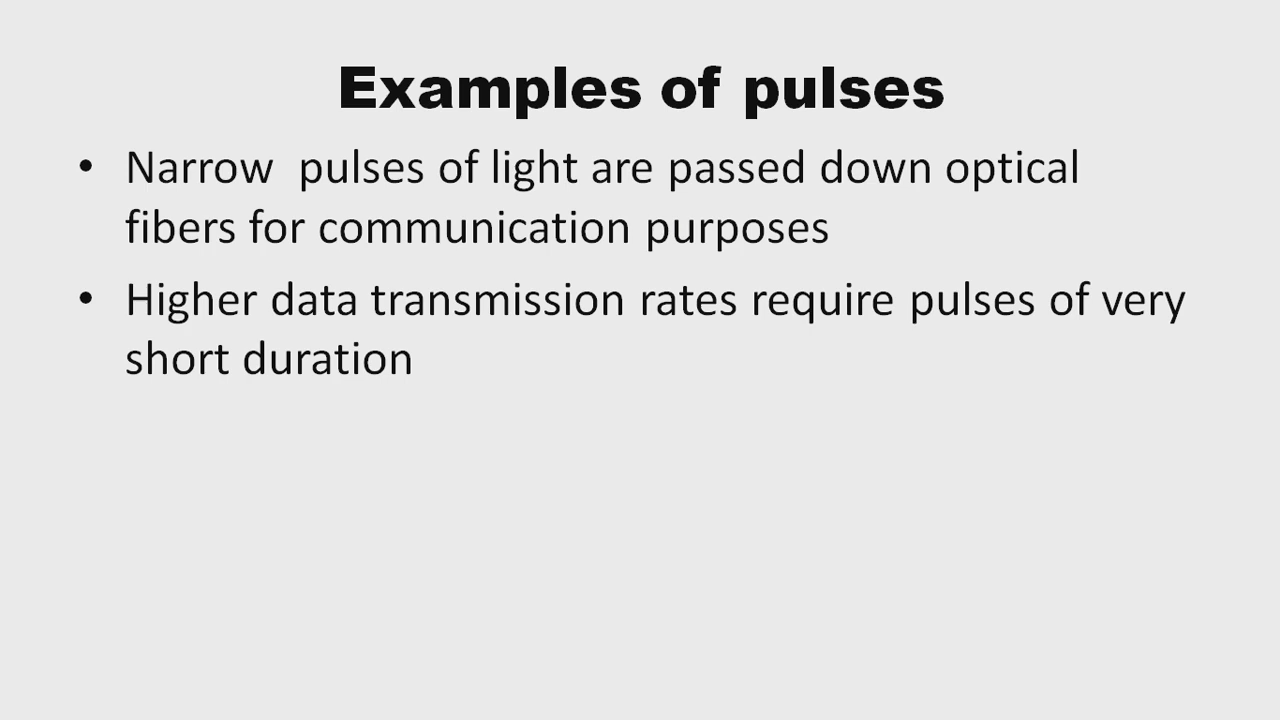 Examples of pulses
• Narrow  pulses of light are passed down optical
fibers for communication purposes
• Higher data transmission rates require pulses of very
short duration